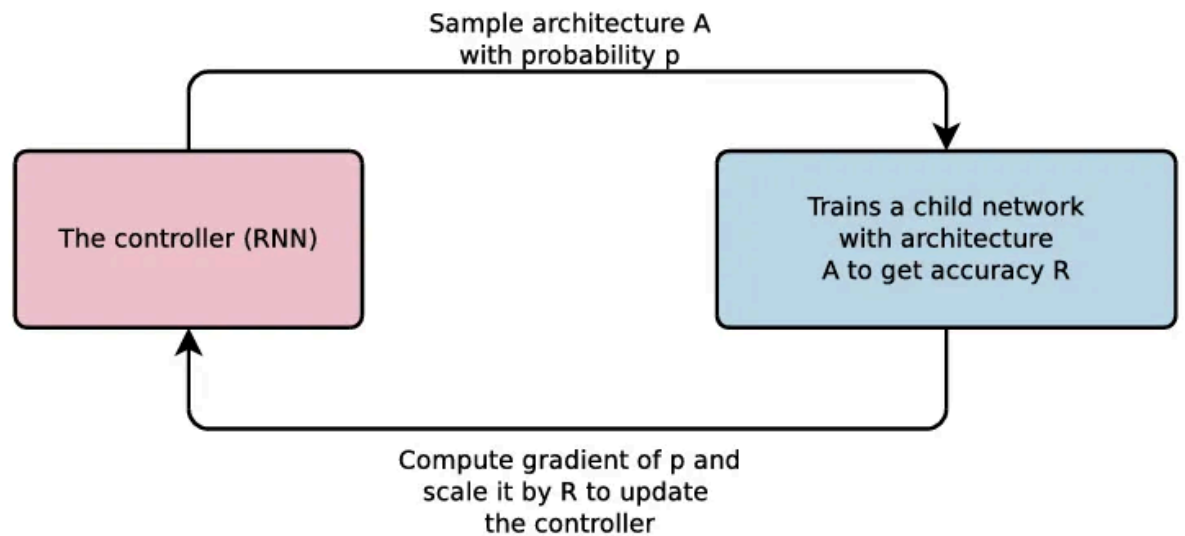 Sample architecture A
with probability p
The controller (RNN)
Trains a child network
with architecture
A to get accuracy R
Compute gradient of p and
scale it by R to update
the controller